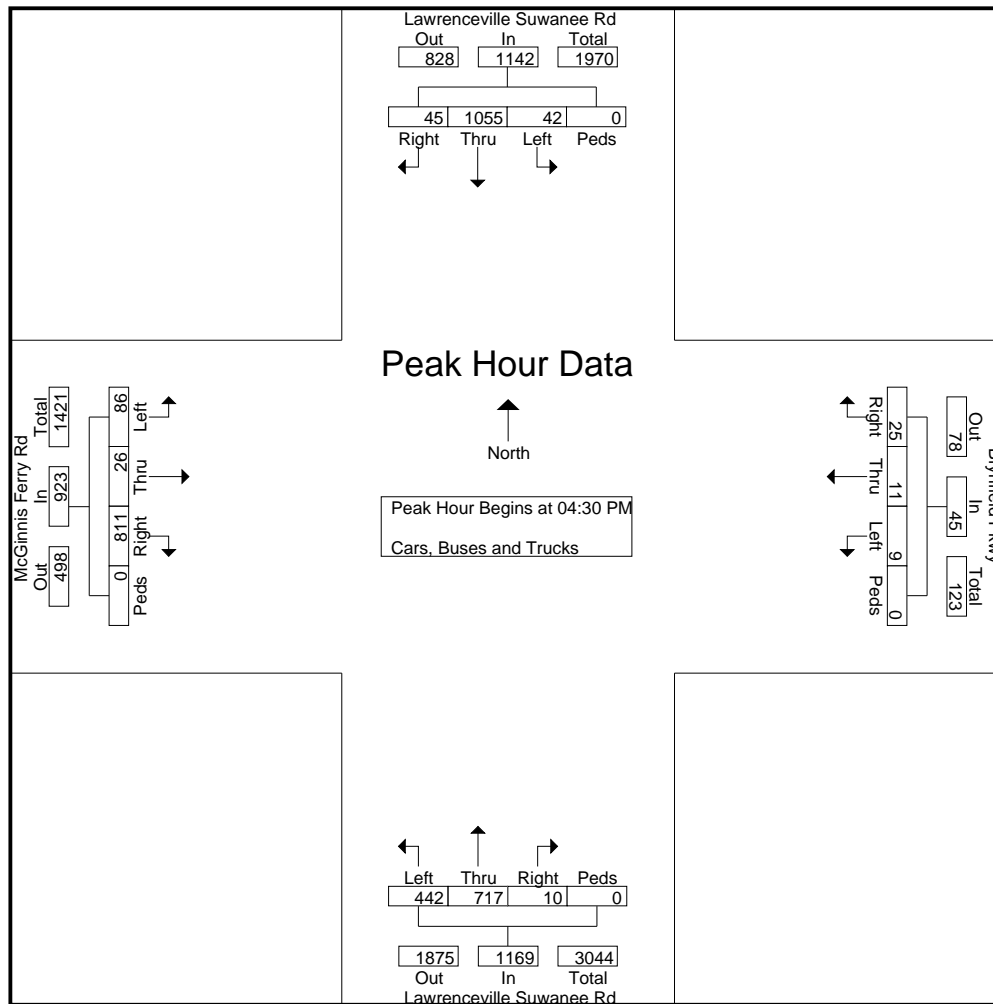 Lawrenceville Suwanee Rd
Out In Total
828 1142 1970
45 1055 42 0
Right Thru Left Peds
Peak Hour Data
North
Peak Hour Begins at 04:30 PM
Cars, Buses and Trucks
McGinnis Ferry Rd
Out In Total
498 923 1421
86 26 811 0
Left Thru Right Peds
Out In Total
78 45 123
25 11 9 0
Right Thru Left Peds
Left Thru Right Peds
442 717 10 0
1875 1169 3044
Out In Total
Lawrenceville Suwanee Rd